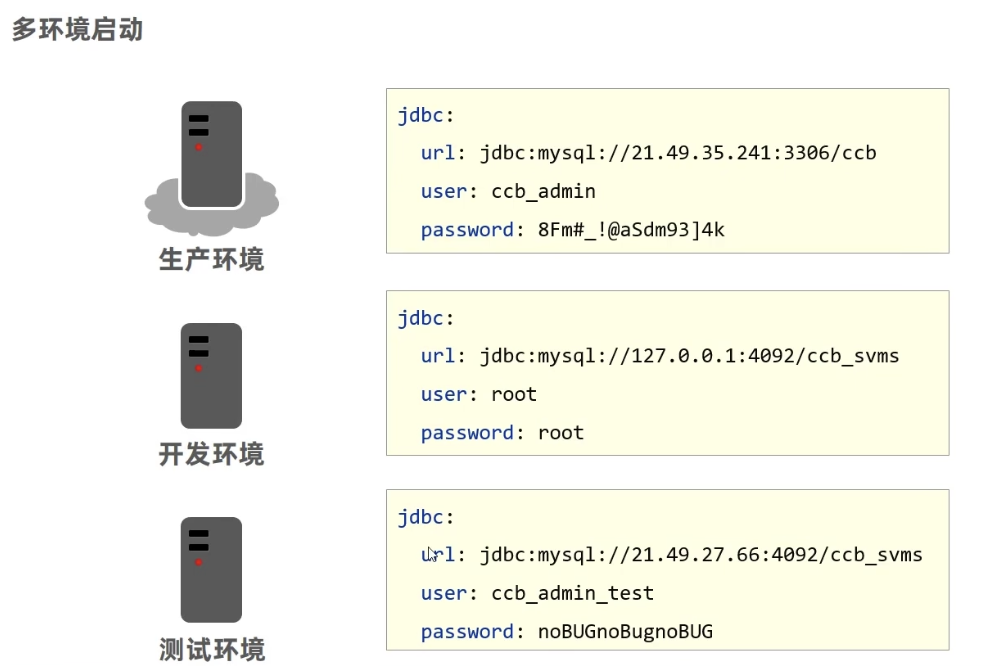 多环境启动
jdbc:
url: jdbc:mysql://21.49.35.241:3306/ccb
user: ccb_admin
password: 8Fm#_!@aSdm93]4k
生产环境
jdbc:
url: jdbc:mysql://127.0.0.1:4092/ccb_svms
user: root
password: root
开发环境
jdbc:
url: jdbc:mysql://21.49.27.66:4092/ccb_svms
user: ccb_admin_test
password: noBUGnoBugnoBUG
测试环境